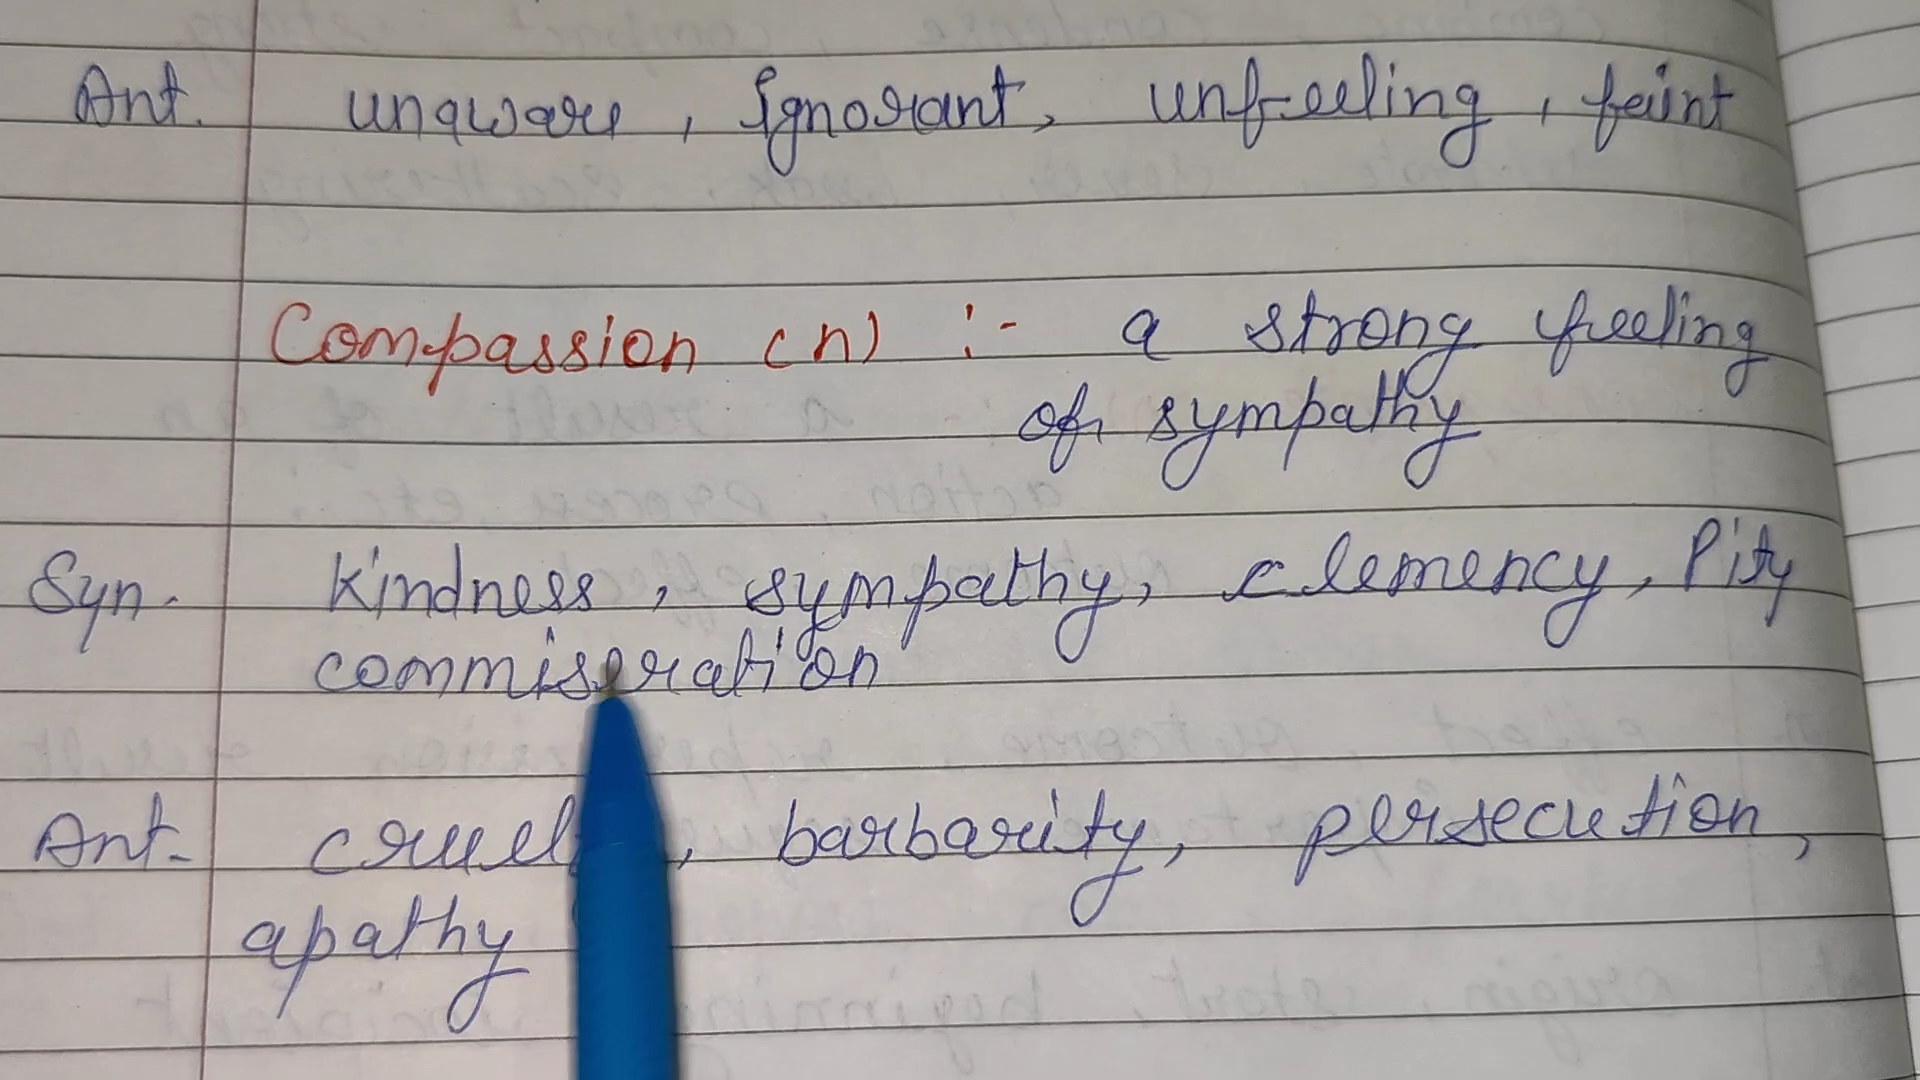 Ant. unaware, Ignorant, unfeeling, faint
Compassion (n) :- a strong feeling
of sympathy
Syn. Kindness, sympathy, clemency, Pity
commiseration
Ant- , barbarity, persecution,
apathy